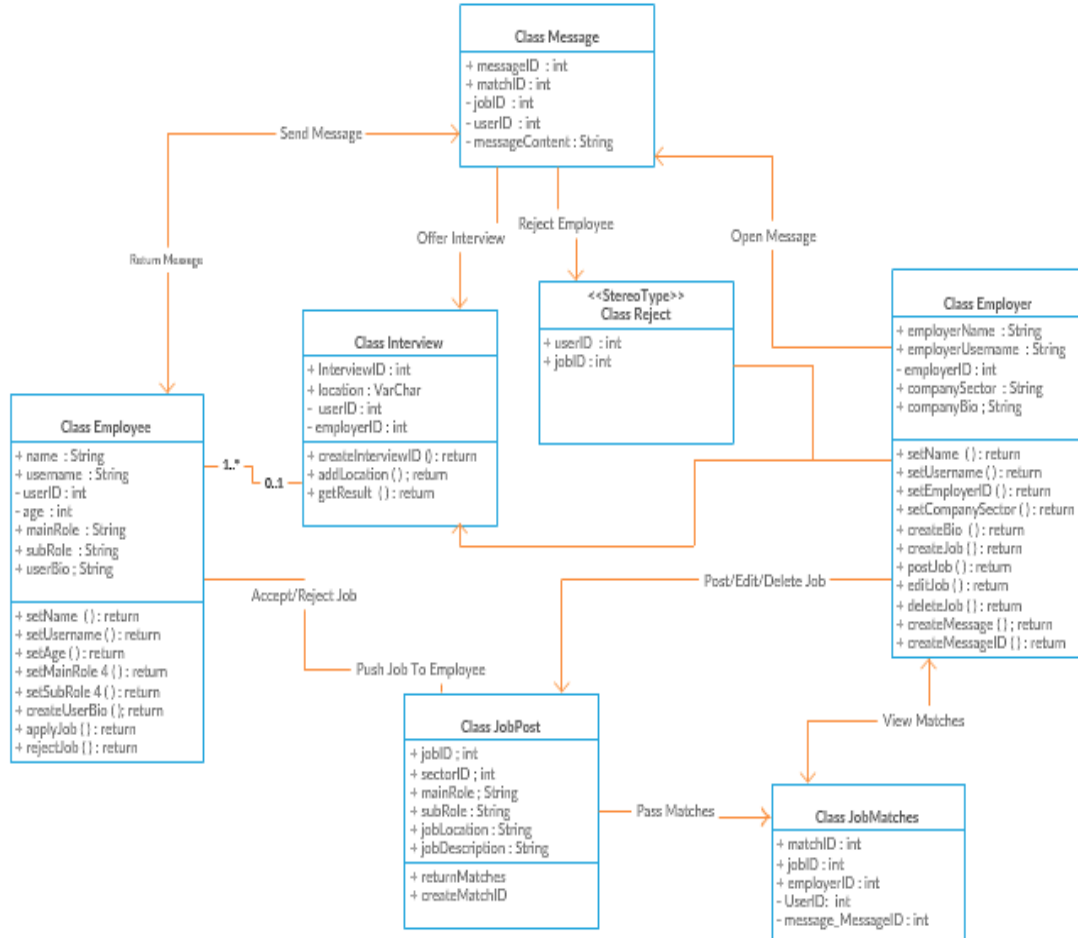 Class Message
+ messageID : int
+ matchID : int
- jobID : int
- userID : int
- messageContent : String
Send Message
Return Message
Offer Interview
Reject Employee
Open Message
<<StereoType>>
Class Reject
+ userID : int
+ jobID : int
Class Interview
+ InterviewID : int
+ location : VarChar
- userID : int
- employerID : int
+ createInterviewID () : return
+ addLocation () ; return
+ getResult () : return
Class Employer
+ employerName : String
+ employerUsername : String
- employerID : int
+ companySector : String
+ companyBio ; String
+ setName () : return
+ setUsername () : return
+ setEmployerID () : return
+ setCompanySector () : return
+ createBio () : return
+ createJob () : return
+ postJob () : return
+ editJob () : return
+ deleteJob () : return
+ createMessage () ; return
+ createMessageID () ; return
Class Employee
+ name : String
+ username : String
- userID : int
- age : int
+ mainRole : String
+ subRole : String
+ userBio ; String
+ setName () : return
+ setUsername () : return
+ setAge () : return
+ setMainRole 4 () : return
+ setSubRole 4 () : return
+ createUserBio (); return
+ applyJob () : return
+ rejectJob () : return
1..*
0..1
Accept/Reject Job
Push Job To Employee
Post/Edit/Delete Job
View Matches
Class JobPost
+ jobID ; int
+ sectorID ; int
+ mainRole ; String
+ subRole : String
+ jobLocation : String
+ jobDescription : String
+ returnMatches
+ createMatchID
Pass Matches
Class JobMatches
+ matchID : int
+ jobID : int
+ employerID : int
- UserID: int
- message_MessageID : int